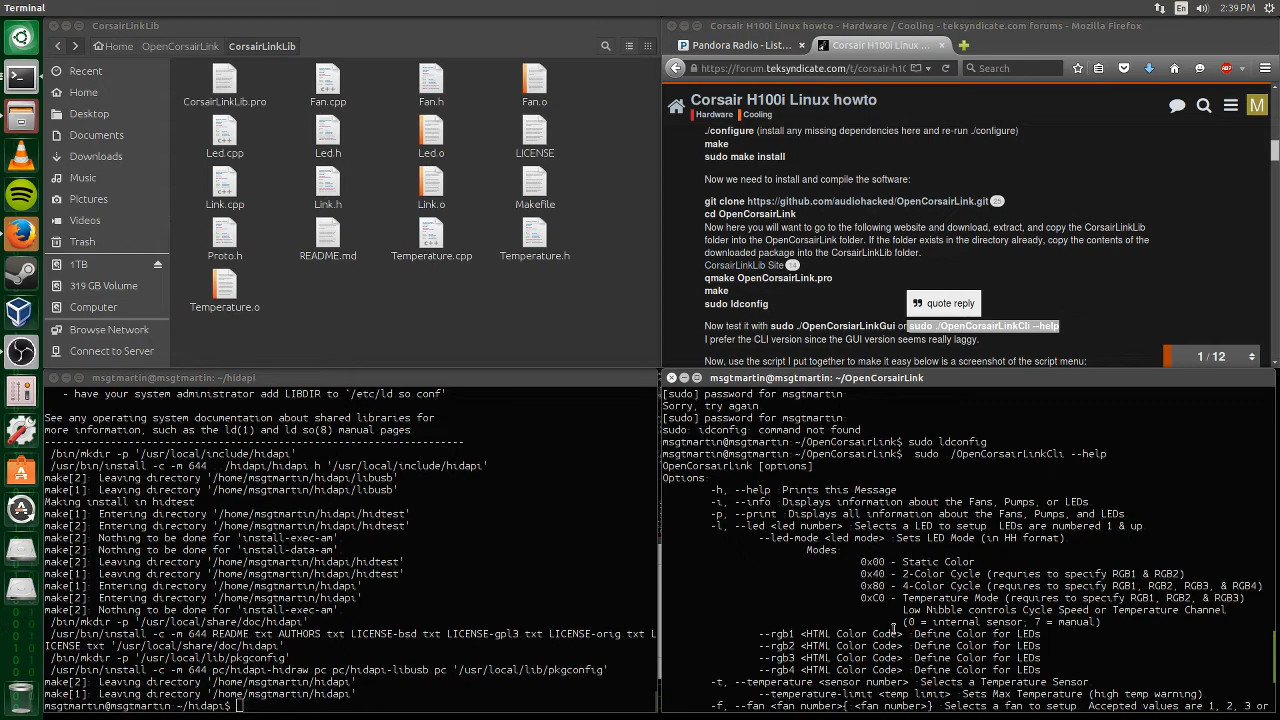 Terminal
En
2:39 PM
CorsairLinkLib
Home
OpenCorsairLink
CorsairLinkLib
Recent
Home
Desktop
Documents
Downloads
Music
Pictures
Videos
Trash
1TB
Computer
Browse Network
Connect to Server
CorsairLinkLib.pro
Fan.cpp
Fan.h
Fan.o
Led.cpp
Led.h
Led.o
LICENSE
Link.cpp
Link.h
Link.o
Makefile
Proto.h
README.md
Temperature.cpp
Temperature.h
Temperature.o
Corsair H100i Linux howto - Hardware / Cooling - teksyndicate.com forums - Mozilla Firefox
Pandora Radio - List...
Corsair H100i Linux ...
teksyndicate.com
Search
Corsair H100i Linux howto
Hardware
Cooling
M
./configure (install any missing dependencies here and re-run ./configure)
make
sudo make install
Now we need to install and compile the software:
git clone https://github.com/audiohacked/OpenCorsairLink.git 25
cd OpenCorsairLink
folder into the OpenCorsairLink folder. If the folder exists in the directory already, copy the contents of the
downloaded package into the CorsairLinkLib folder.
CorsairLinkLib Site
qmake OpenCorsairLink.pro
make
sudo ldconfig
quote reply
Now test it with sudo ./OpenCorsiarLinkGui or sudo ./OpenCorsairLinkCli --help
I prefer the CLI version since the GUI version seems really laggy.
1 / 12
Now, use the script I put together to make it easy below is a screenshot of the script menu:
msgtmartin@msgtmartin: ~/hidapi
- have your system administrator add LIBDIR to `/etc/ld.so.conf'
See any operating system documentation about shared libraries for
more information, such as the ld(1) and ld.so(8) manual pages.
----------------------------------------------------------------------
/bin/mkdir -p '/usr/local/include/hidapi'
/usr/bin/install -c -m 644 ../hidapi/hidapi.h '/usr/local/include/hidapi'
make[2]: Leaving directory '/home/msgtmartin/hidapi/libusb'
make[1]: Leaving directory '/home/msgtmartin/hidapi/libusb'
Making install in hidtest
make[1]: Entering directory '/home/msgtmartin/hidapi/hidtest'
make[2]: Entering directory '/home/msgtmartin/hidapi/hidtest'
make[2]: Nothing to be done for 'install-exec-am'.
make[2]: Nothing to be done for 'install-data-am'.
make[2]: Leaving directory '/home/msgtmartin/hidapi/hidtest'
make[1]: Leaving directory '/home/msgtmartin/hidapi/hidtest'
make[1]: Entering directory '/home/msgtmartin/hidapi'
make[2]: Entering directory '/home/msgtmartin/hidapi'
make[2]: Nothing to be done for 'install-exec-am'.
/bin/mkdir -p '/usr/local/share/doc/hidapi'
/usr/bin/install -c -m 644 README.txt AUTHORS.txt LICENSE-bsd.txt LICENSE-gpl3.txt LICENSE-orig.txt L
ICENSE.txt '/usr/local/share/doc/hidapi'
/bin/mkdir -p '/usr/local/lib/pkgconfig'
/usr/bin/install -c -m 644 pc/hidapi-hidraw.pc pc/hidapi-libusb.pc '/usr/local/lib/pkgconfig'
make[2]: Leaving directory '/home/msgtmartin/hidapi'
make[1]: Leaving directory '/home/msgtmartin/hidapi'
msgtmartin@msgtmartin:~/hidapi$
msgtmartin@msgtmartin: ~/OpenCorsairLink
[sudo] password for msgtmartin:
Sorry, try again.
[sudo] password for msgtmartin:
sudo: idconfig: command not found
msgtmartin@msgtmartin:~/OpenCorsairLink$ sudo ldconfig
msgtmartin@msgtmartin:~/OpenCorsairLink$ sudo ./OpenCorsairLinkCli --help
OpenCorsairLink [options]
Options:
-h, --help :Prints this Message
-i, --info :Displays information about the Fans, Pumps, or LEDs
-p, --print :Displays all information about the Fans, Pumps, and LEDs.
-l, --led <led number> :Selects a LED to setup. LEDs are numbered 1 & up.
--led-mode <led mode> :Sets LED Mode (in HH format).
Modes:
0x00 - Static Color
0x40 - 2-Color Cycle (requries to specify RGB1 & RGB2)
0x80 - 4-Color Cycle (requires to specify RGB1, RGB2, RGB3, & RGB4)
0xC0 - Temperature Mode (requires to specify RGB1, RGB2, & RGB3)
Low Nibble controls Cycle Speed or Temperature Channel
(0 = internal sensor; 7 = manual)
--rgb1 <HTML Color Code> :Define Color for LEDs
--rgb2 <HTML Color Code> :Define Color for LEDs
--rgb3 <HTML Color Code> :Define Color for LEDs
--rgb4 <HTML Color Code> :Define Color for LEDs
-t, --temperature <sensor number> :Selects a Temperature Sensor.
--temperature-limit <temp limit> :Sets Max Temperature (high temp warning).
-f, --fan <fan number>{:<fan number>} :Selects a fan to setup. Accepted values are 1, 2, 3 or